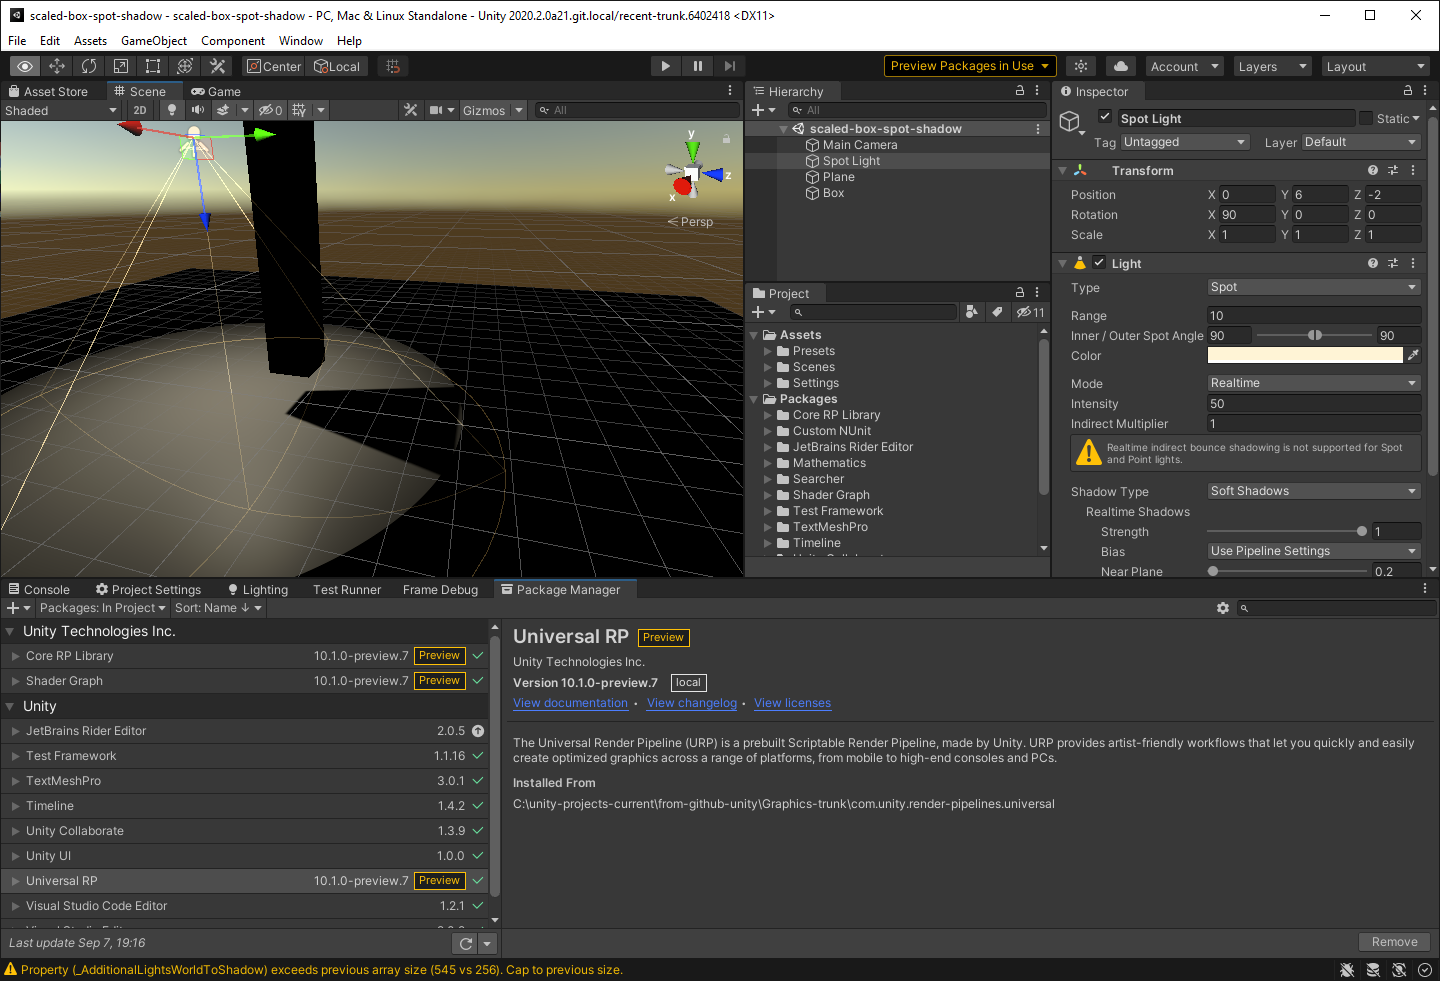 scaled-box-spot-shadow - scaled-box-spot-shadow - PC, Mac & Linux Standalone - Unity 2020.2.0a21.git.local/recent-trunk.6402418 <DX11>
File Edit Assets GameObject Component Window Help
Center Local
Preview Packages in Use
Account
Layers
Layout
Asset Store Scene Game
Shaded 2D 0 Gizmos All
y
z
x
Persp
Hierarchy
All
scaled-box-spot-shadow
Main Camera
Spot Light
Plane
Box
Project
11
Assets
Presets
Scenes
Settings
Packages
Core RP Library
Custom NUnit
JetBrains Rider Editor
Mathematics
Searcher
Shader Graph
Test Framework
TextMeshPro
Timeline
Inspector
Spot Light Static
Tag Untagged Layer Default
Transform
Position X 0 Y 6 Z -2
Rotation X 90 Y 0 Z 0
Scale X 1 Y 1 Z 1
Light
Type Spot
Range 10
Inner / Outer Spot Angle 90 90
Color
Mode Realtime
Intensity 50
Indirect Multiplier 1
Realtime indirect bounce shadowing is not supported for Spot
and Point lights.
Shadow Type Soft Shadows
Realtime Shadows
Strength 1
Bias Use Pipeline Settings
Near Plane 0.2
Console Project Settings Lighting Test Runner Frame Debug Package Manager
Packages: In Project Sort: Name ↓
Unity Technologies Inc.
Core RP Library 10.1.0-preview.7 Preview
Shader Graph 10.1.0-preview.7 Preview
Unity
JetBrains Rider Editor 2.0.5
Test Framework 1.1.16
TextMeshPro 3.0.1
Timeline 1.4.2
Unity Collaborate 1.3.9
Unity UI 1.0.0
Universal RP 10.1.0-preview.7 Preview
Visual Studio Code Editor 1.2.1
Last update Sep 7, 19:16
Universal RP Preview
Unity Technologies Inc.
Version 10.1.0-preview.7 local
View documentation • View changelog • View licenses
The Universal Render Pipeline (URP) is a prebuilt Scriptable Render Pipeline, made by Unity. URP provides artist-friendly workflows that let you quickly and easily
create optimized graphics across a range of platforms, from mobile to high-end consoles and PCs.
Installed From
C:\unity-projects-current\from-github-unity\Graphics-trunk\com.unity.render-pipelines.universal
Remove
Property (_AdditionalLightsWorldToShadow) exceeds previous array size (545 vs 256). Cap to previous size.